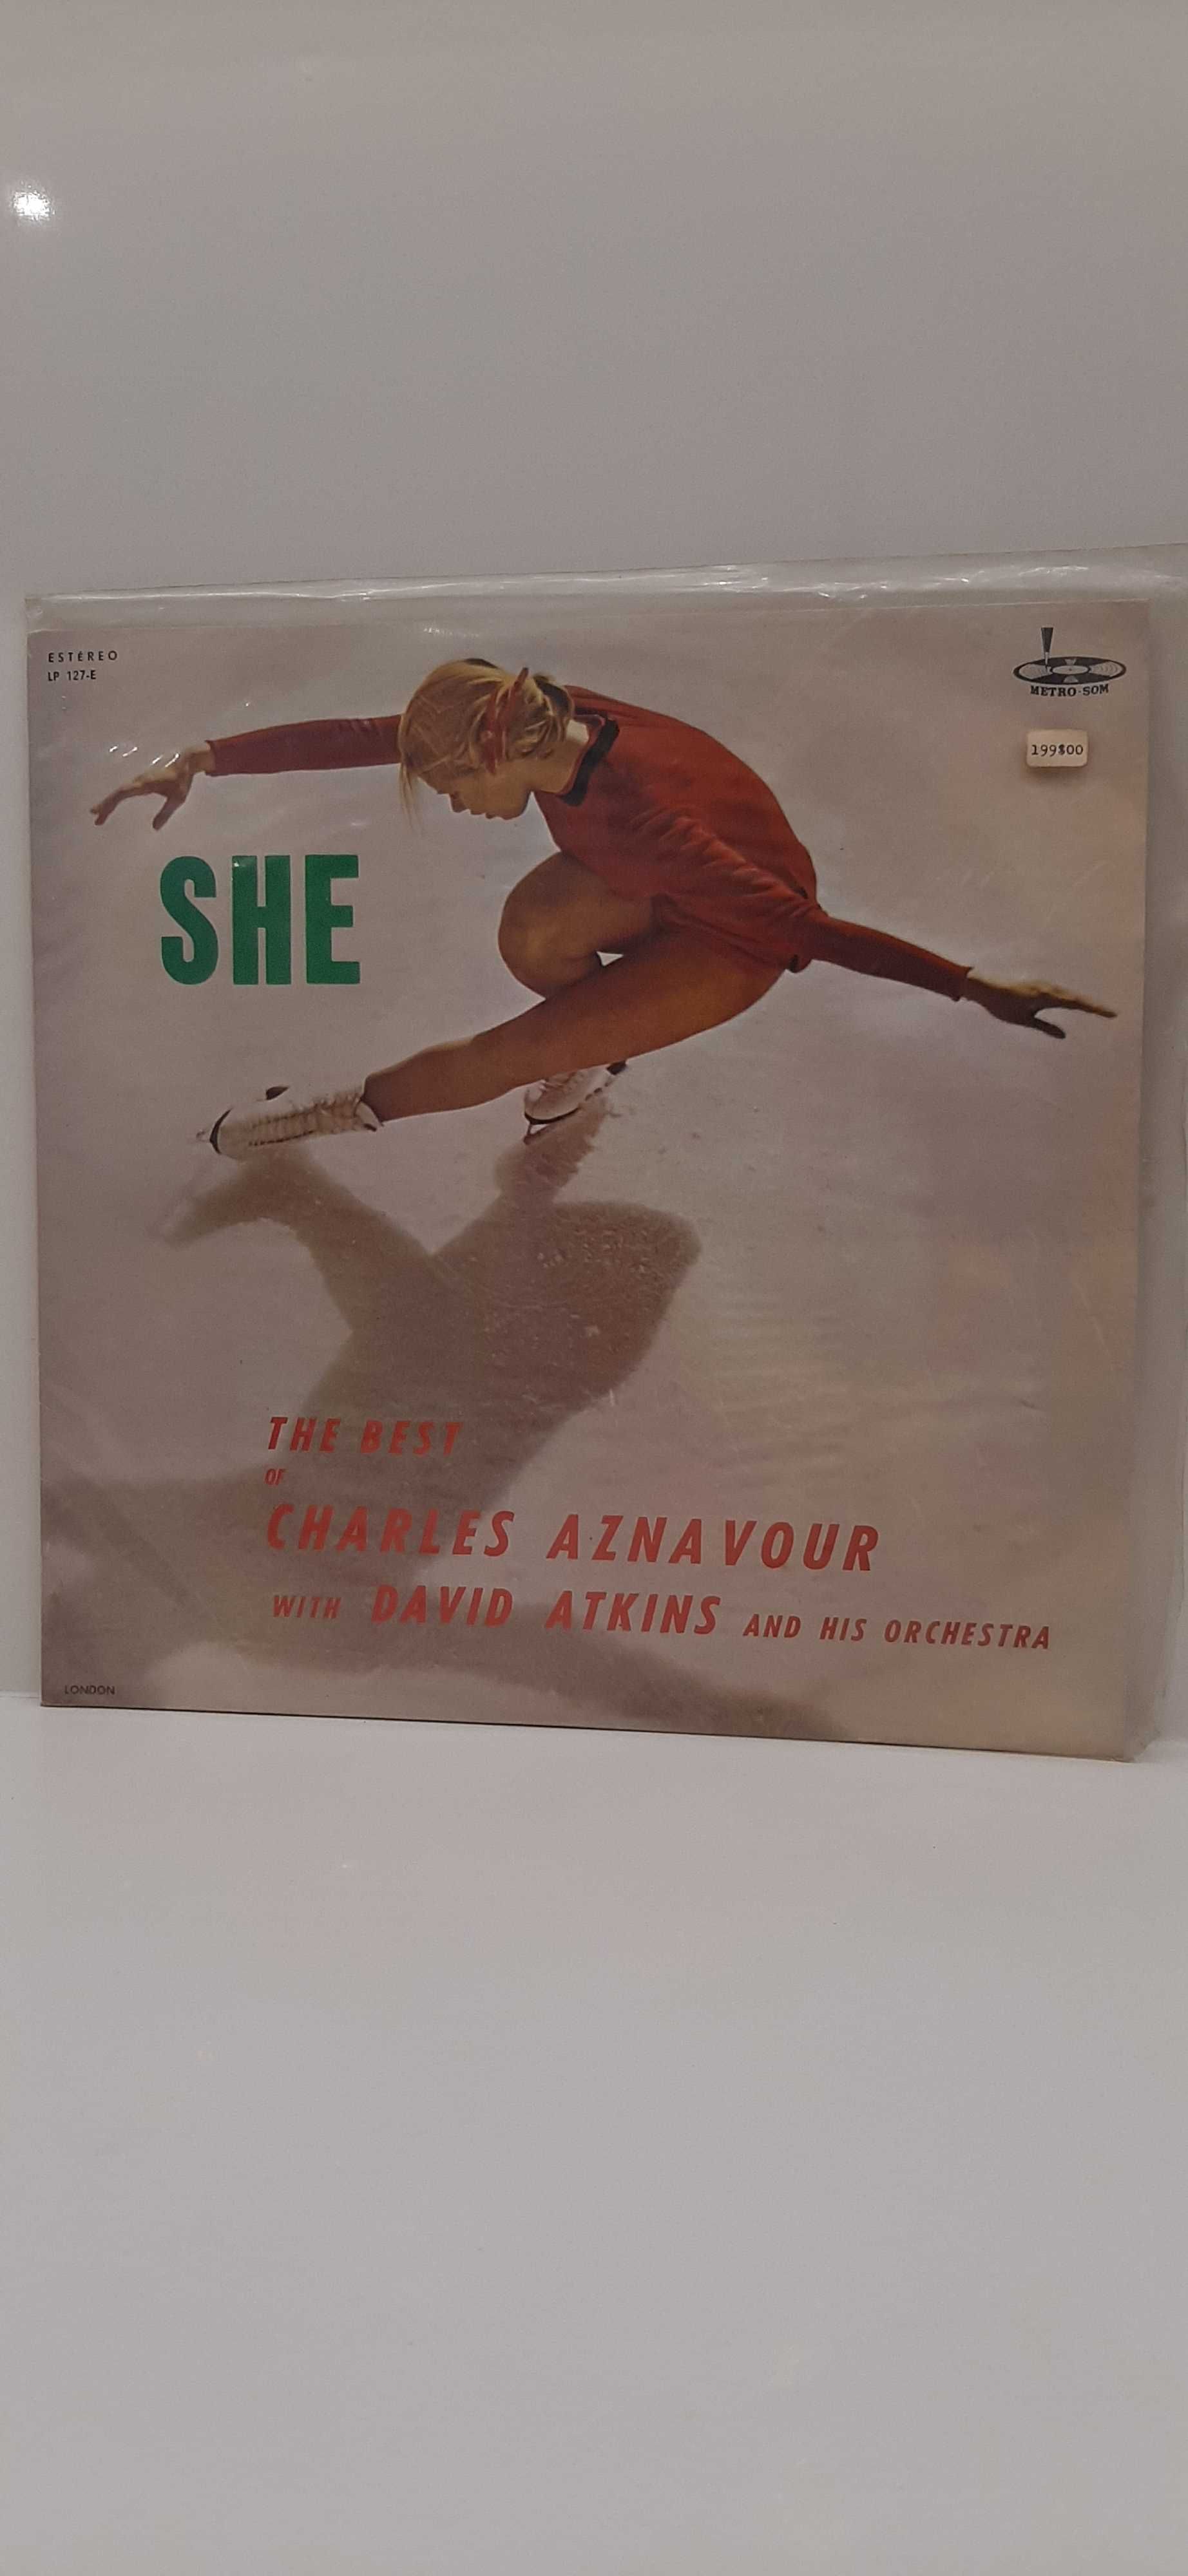 ESTÉREO
LP 127-E
METRO-SOM
199$00
SHE
THE BEST
OF
CHARLES AZNAVOUR
WITH DAVID ATKINS AND HIS ORCHESTRA
LONDON